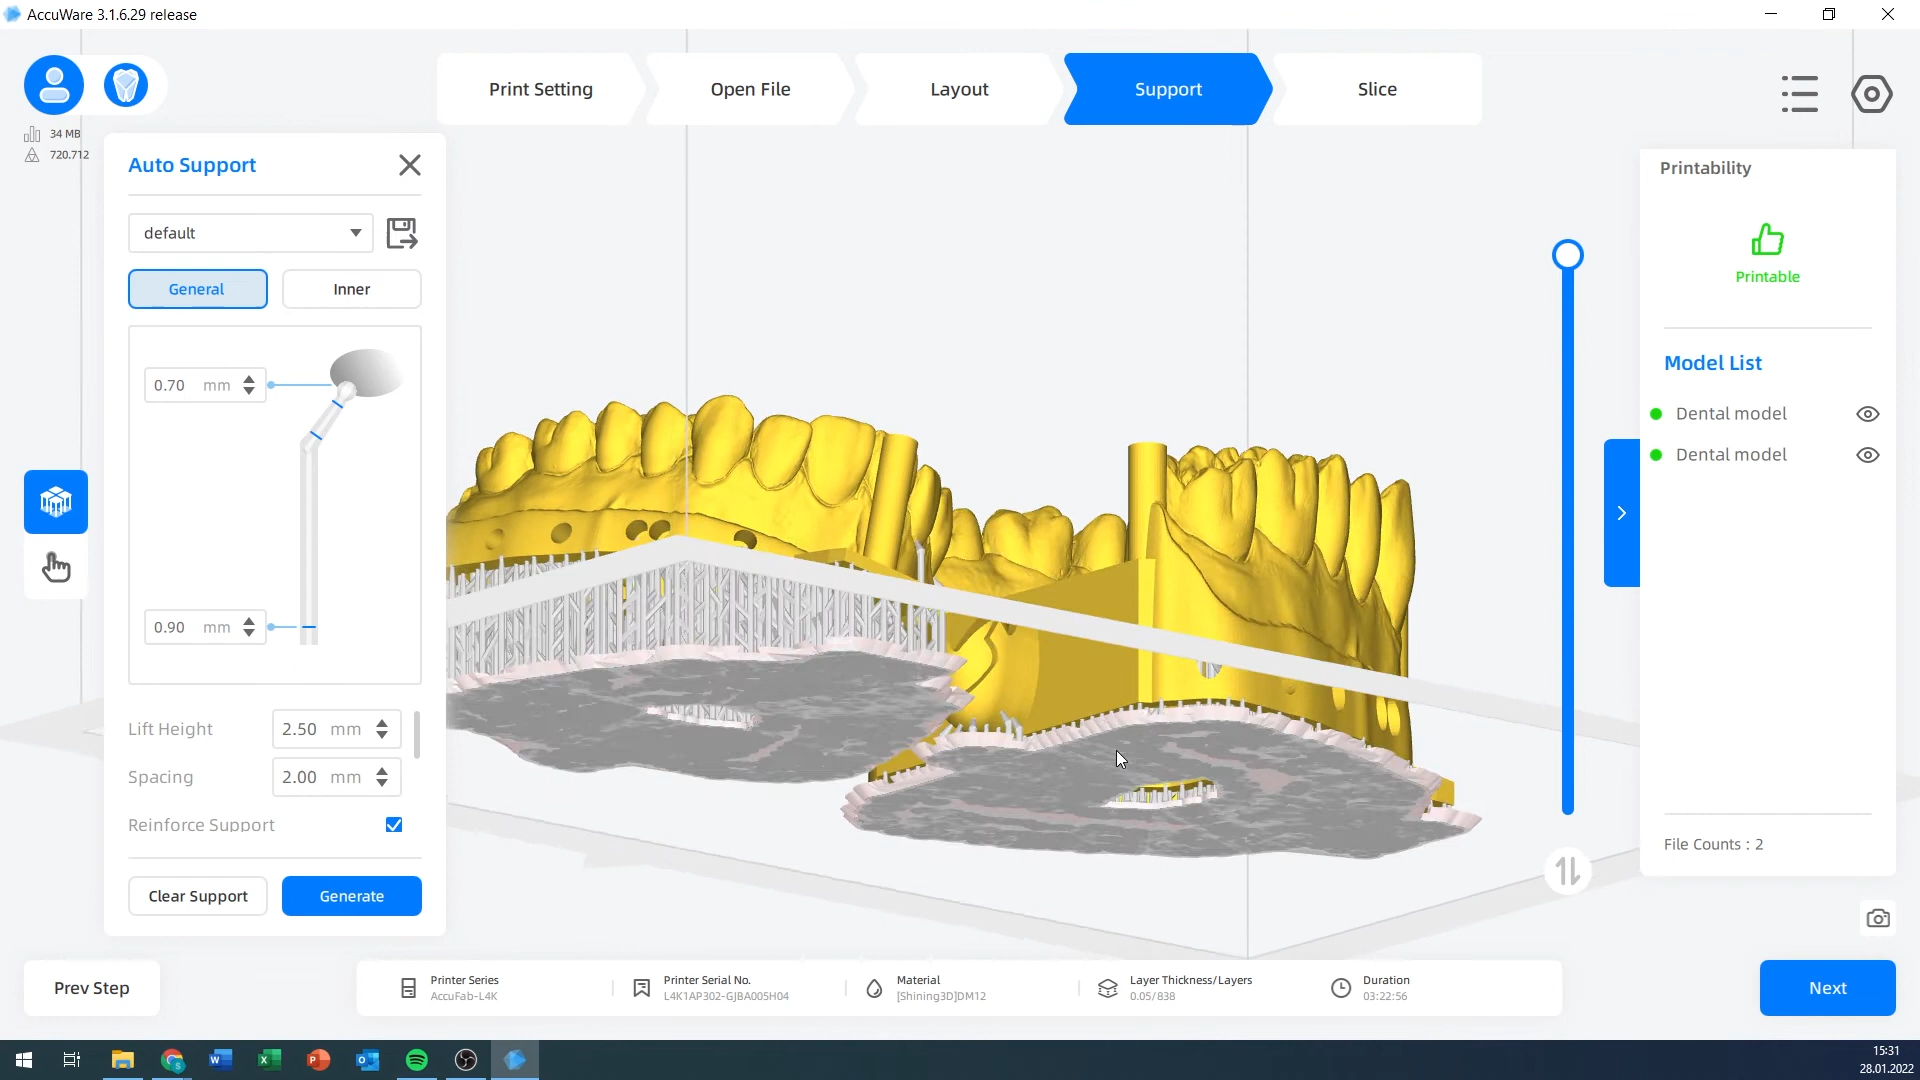 AccuWare 3.1.6.29 release
Print Setting
Open File
Layout
Support
Slice
34 MB
720.712
Auto Support
default
General
Inner
0.70 mm
0.90 mm
Lift Height 2.50 mm
Spacing 2.00 mm
Reinforce Support
Clear Support
Generate
Printability
Printable
Model List
Dental model
Dental model
File Counts : 2
Prev Step
Printer Series
AccuFab-L4K
Printer Serial No.
L4K1AP302-GJBA005H04
Material
[Shining3D]DM12
Layer Thickness/Layers
0.05/838
Duration
03:22:56
Next
15:31
28.01.2022